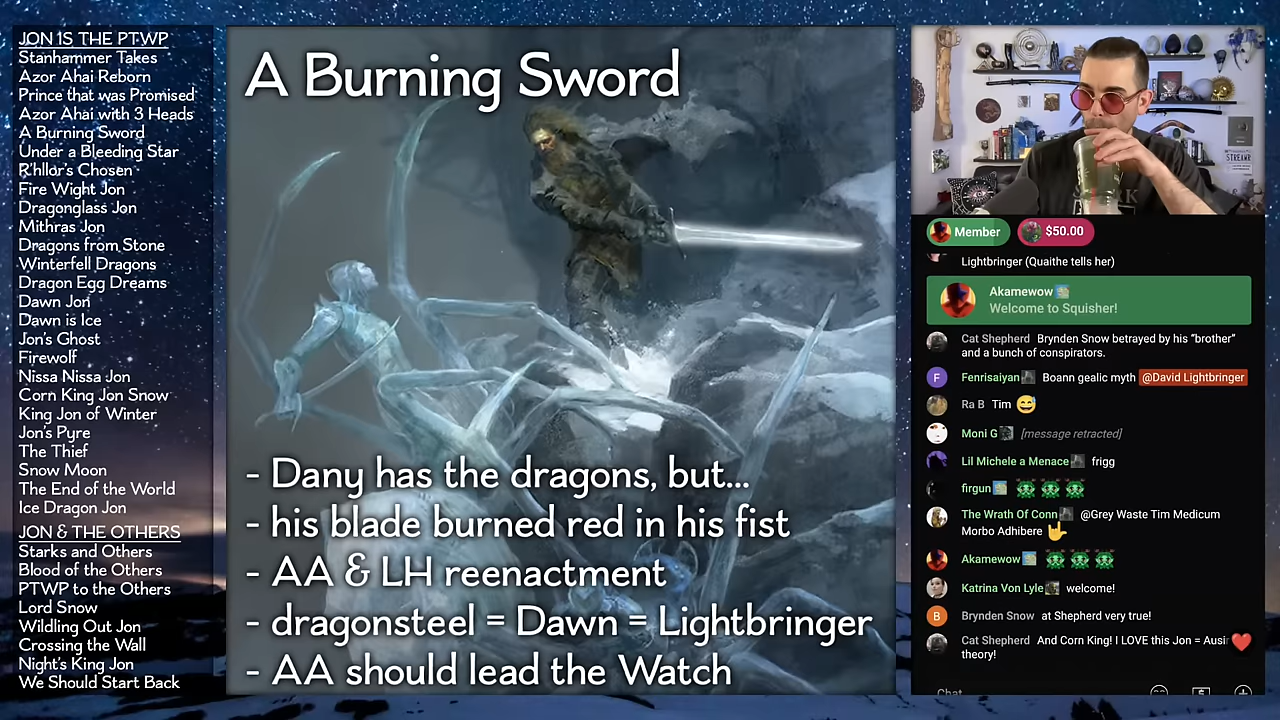 JON 1S THE PTWP
Stanhammer Takes
Azor Ahai Reborn
Prince that was Promised
Azor Ahai with 3 Heads
A Burning Sword
Under a Bleeding Star
R'hllor's Chosen
Fire Wight Jon
Dragonglass Jon
Mithras Jon
Dragons from Stone
Winterfell Dragons
Dragon Egg Dreams
Dawn Jon
Dawn is Ice
Jon's Ghost
Firewolf
Nissa Nissa Jon
Corn King Jon Snow
King Jon of Winter
Jon's Pyre
The Thief
Snow Moon
The End of the World
Ice Dragon Jon
JON & THE OTHERS
Starks and Others
Blood of the Others
PTWP to the Others
Lord Snow
Wildling Out Jon
Crossing the Wall
Night's King Jon
We Should Start Back
A Burning Sword
- Dany has the dragons, but...
- his blade burned red in his fist
- AA & LH reenactment
- dragonsteel = Dawn = Lightbringer
- AA should lead the Watch
Member $50.00
Lightbringer (Quaithe tells her)
Akamewow
Welcome to Squisher!
Cat Shepherd Brynden Snow betrayed by his "brother"
and a bunch of conspirators.
F Fenrisaiyan Boann gealic myth @David Lightbringer
Ra B Tim 😅
Moni G [message retracted]
Lil Michele a Menace frigg
firgun
The Wrath Of Conn @Grey Waste Tim Medicum
Morbo Adhibere 🤘
Akamewow
Katrina Von Lyle welcome!
B Brynden Snow at Shepherd very true!
Cat Shepherd And Corn King! I LOVE this Jon =
theory!
Chat